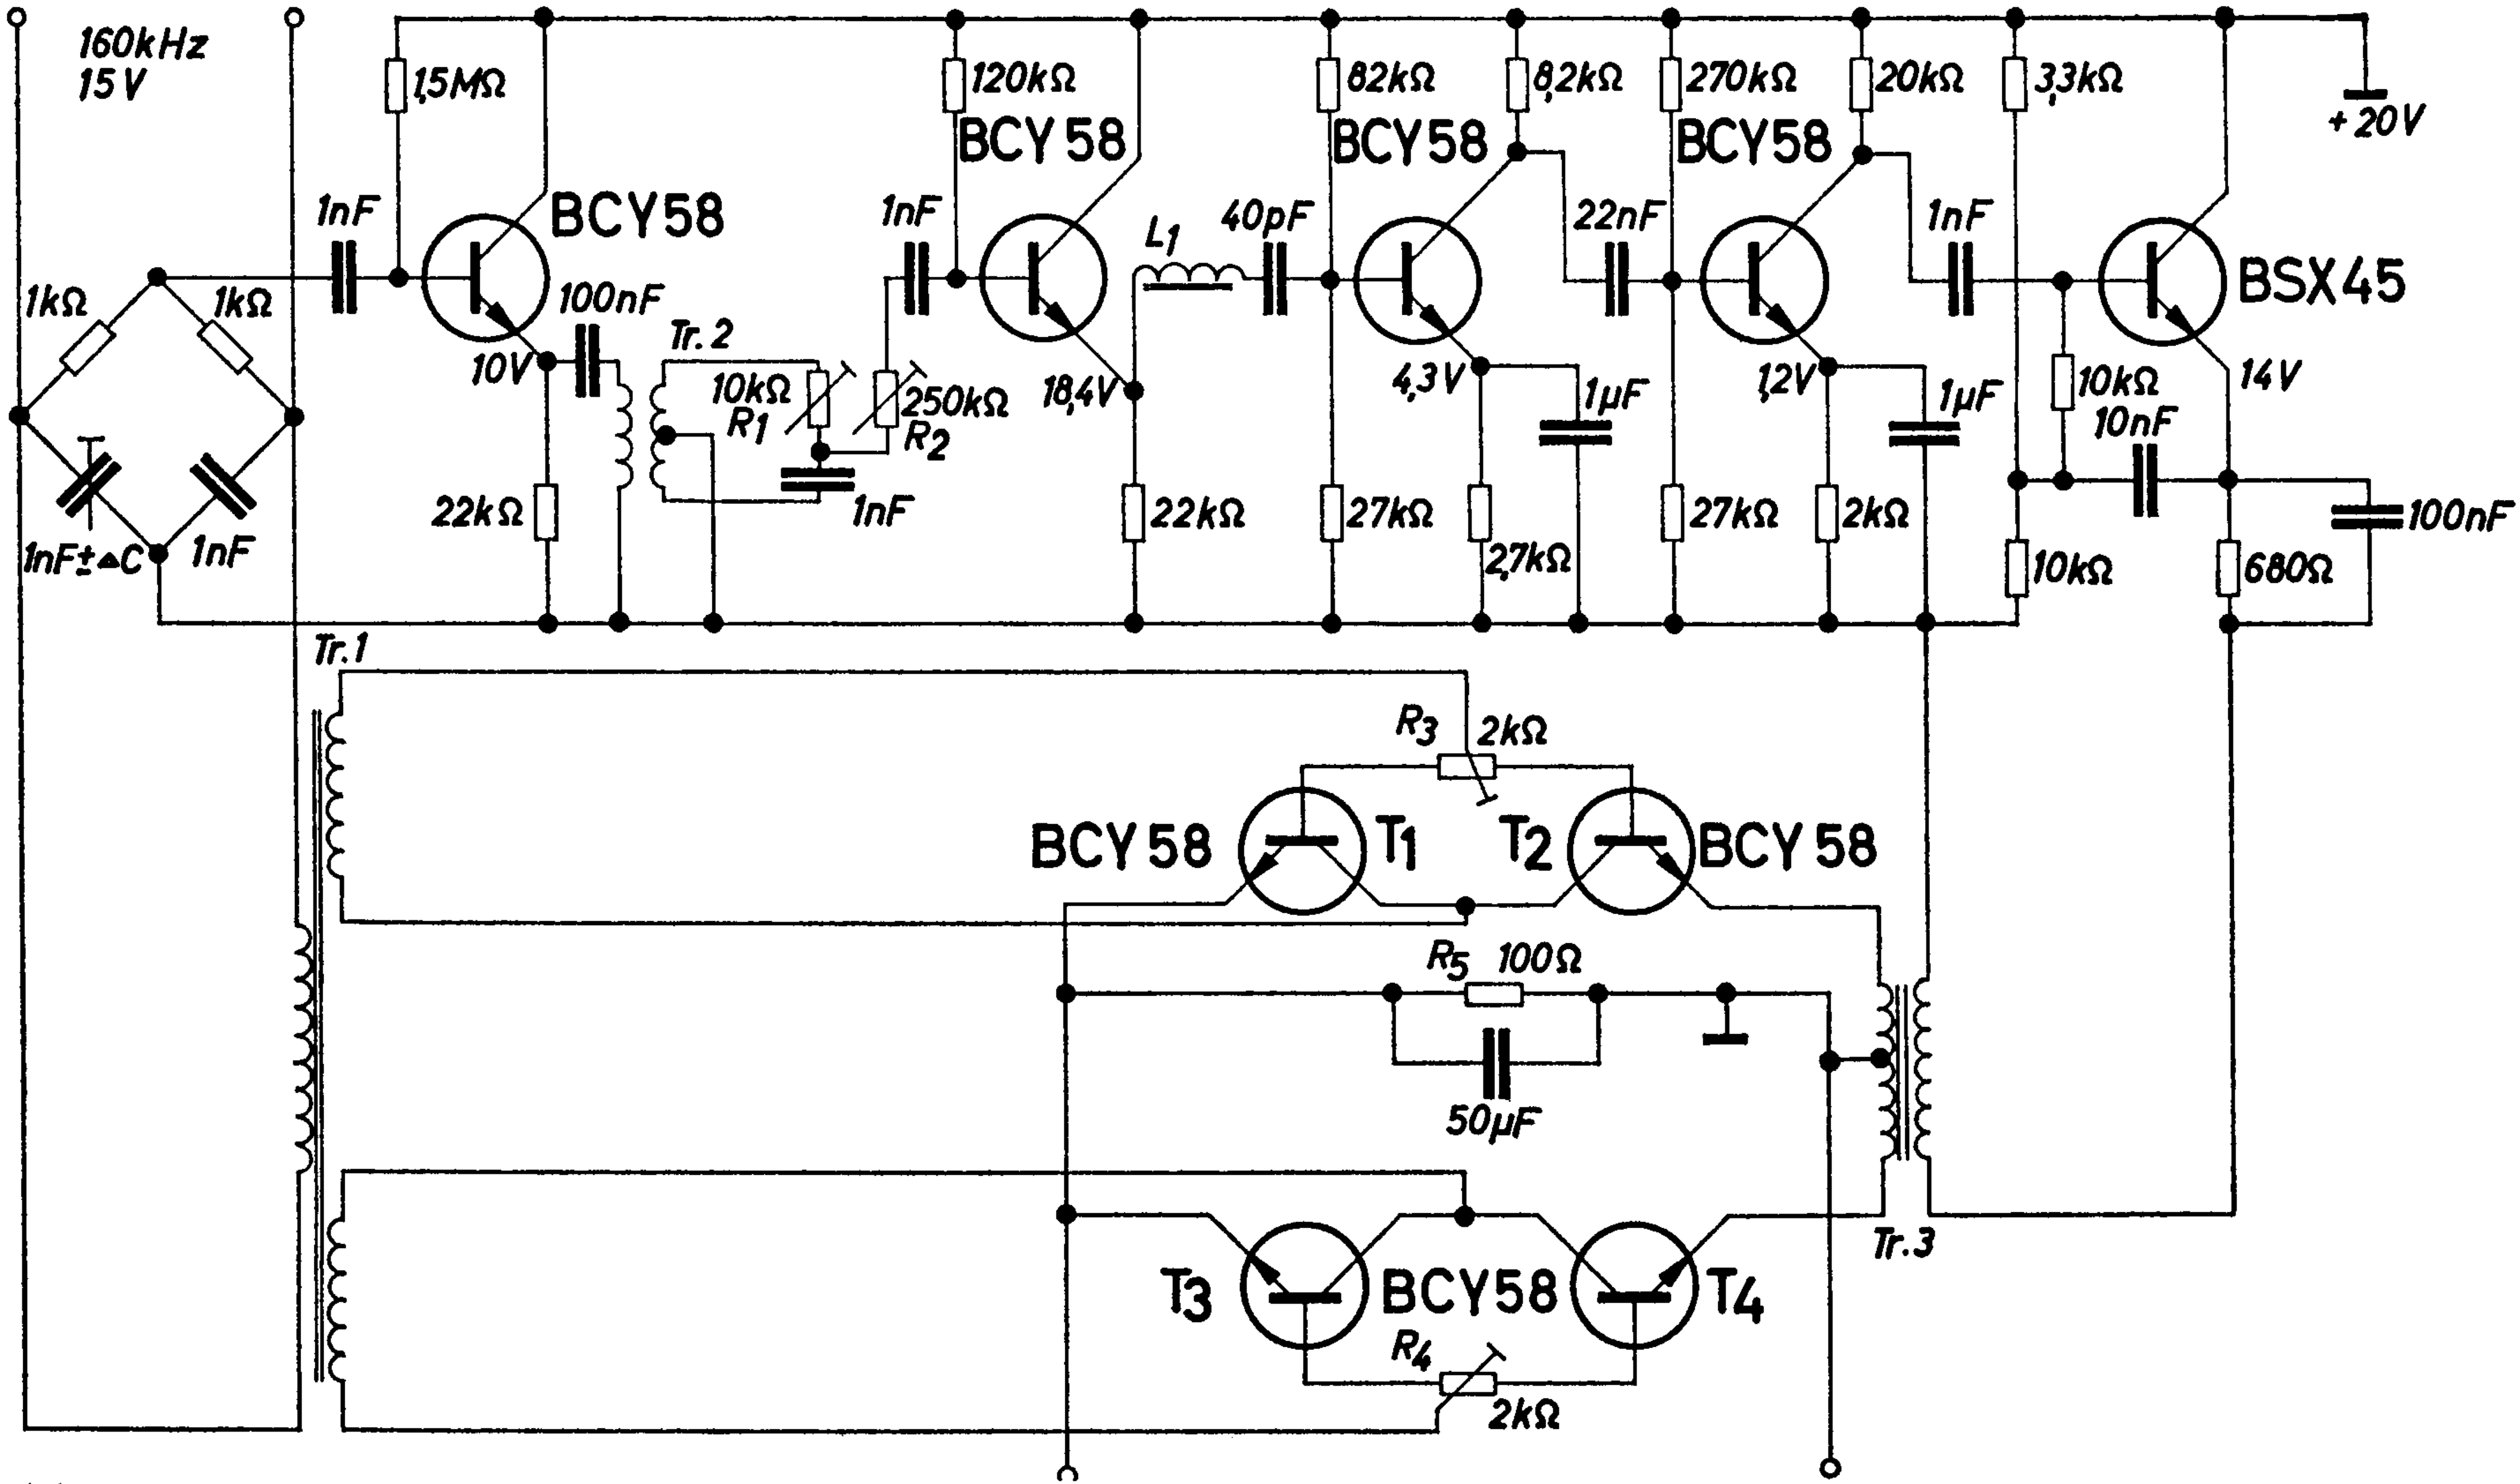 160kHz
15V
1,5MΩ
120kΩ
82kΩ
8,2kΩ
270kΩ
20kΩ
3,3kΩ
+20V
BCY58
BCY58
BCY58
BCY58
BSX45
1nF
1nF
L1
40pF
22nF
1nF
1kΩ
1kΩ
100nF
Tr.2
10V
10kΩ
R1
250kΩ
R2
18,4V
4,3V
1µF
1,2V
1µF
10kΩ
14V
10nF
22kΩ
1nF
22kΩ
27kΩ
2,7kΩ
27kΩ
2kΩ
10kΩ
680Ω
100nF
1nF±ΔC
1nF
Tr.1
R3 2kΩ
BCY58 T1 T2 BCY58
R5 100Ω
50µF
Tr.3
T3 BCY58 T4
R4
2kΩ